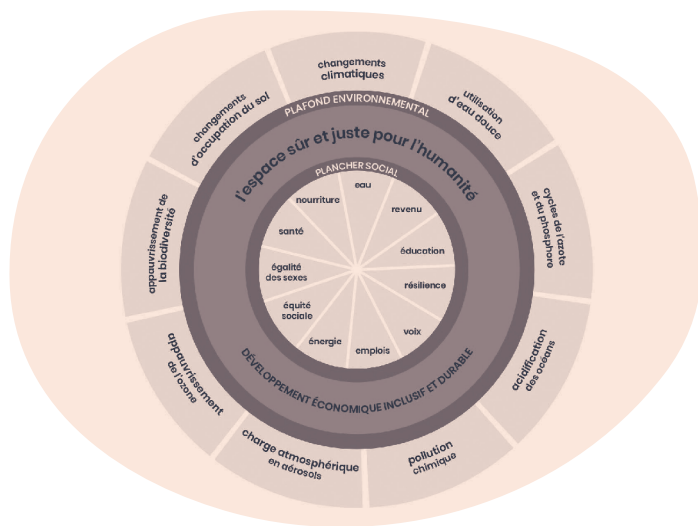 changements
climatiques
utilisation
d'eau douce
cycles de l'azote
et du phosphore
acidification
des océans
pollution
chimique
charge atmosphérique
en aérosols
appauvrissement
de l'ozone
appauvrissement de
la biodiversité
changements
d'occupation du sol
PLAFOND ENVIRONNEMENTAL
l'espace sûr et juste pour l'humanité
PLANCHER SOCIAL
eau
revenu
éducation
résilience
voix
emplois
énergie
équité
sociale
égalité
des sexes
santé
nourriture
DÉVELOPPEMENT ÉCONOMIQUE INCLUSIF ET DURABLE